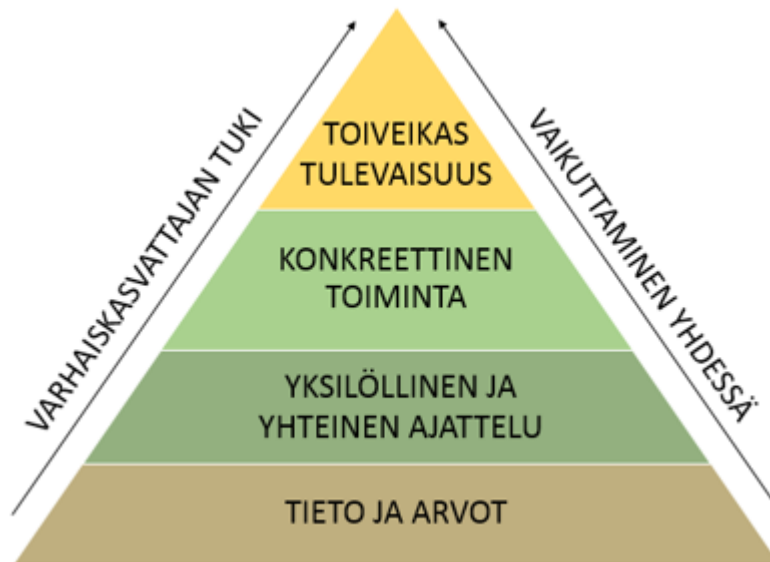 TOIVEIKAS
TULEVAISUUS
KONKREETTINEN
TOIMINTA
YKSILÖLLINEN JA
YHTEINEN AJATTELU
TIETO JA ARVOT
VARHAISKASVATTAJAN TUKI
VAIKUTTAMINEN YHDESSÄ